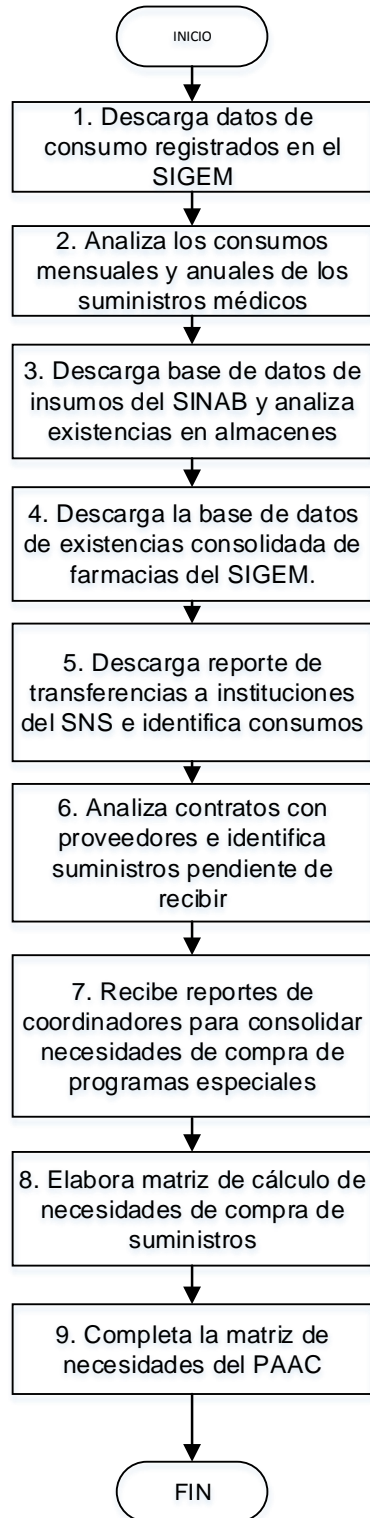 INICIO
1. Descarga datos de
consumo registrados en el
SIGEM
2. Analiza los consumos
mensuales y anuales de los
suministros médicos
3. Descarga base de datos de
insumos del SINAB y analiza
existencias en almacenes
4. Descarga la base de datos
de existencias consolidada de
farmacias del SIGEM.
5. Descarga reporte de
transferencias a instituciones
del SNS e identifica consumos
6. Analiza contratos con
proveedores e identifica
suministros pendiente de
recibir
7. Recibe reportes de
coordinadores para consolidar
necesidades de compra de
programas especiales
8. Elabora matriz de cálculo de
necesidades de compra de
suministros
9. Completa la matriz de
necesidades del PAAC
FIN